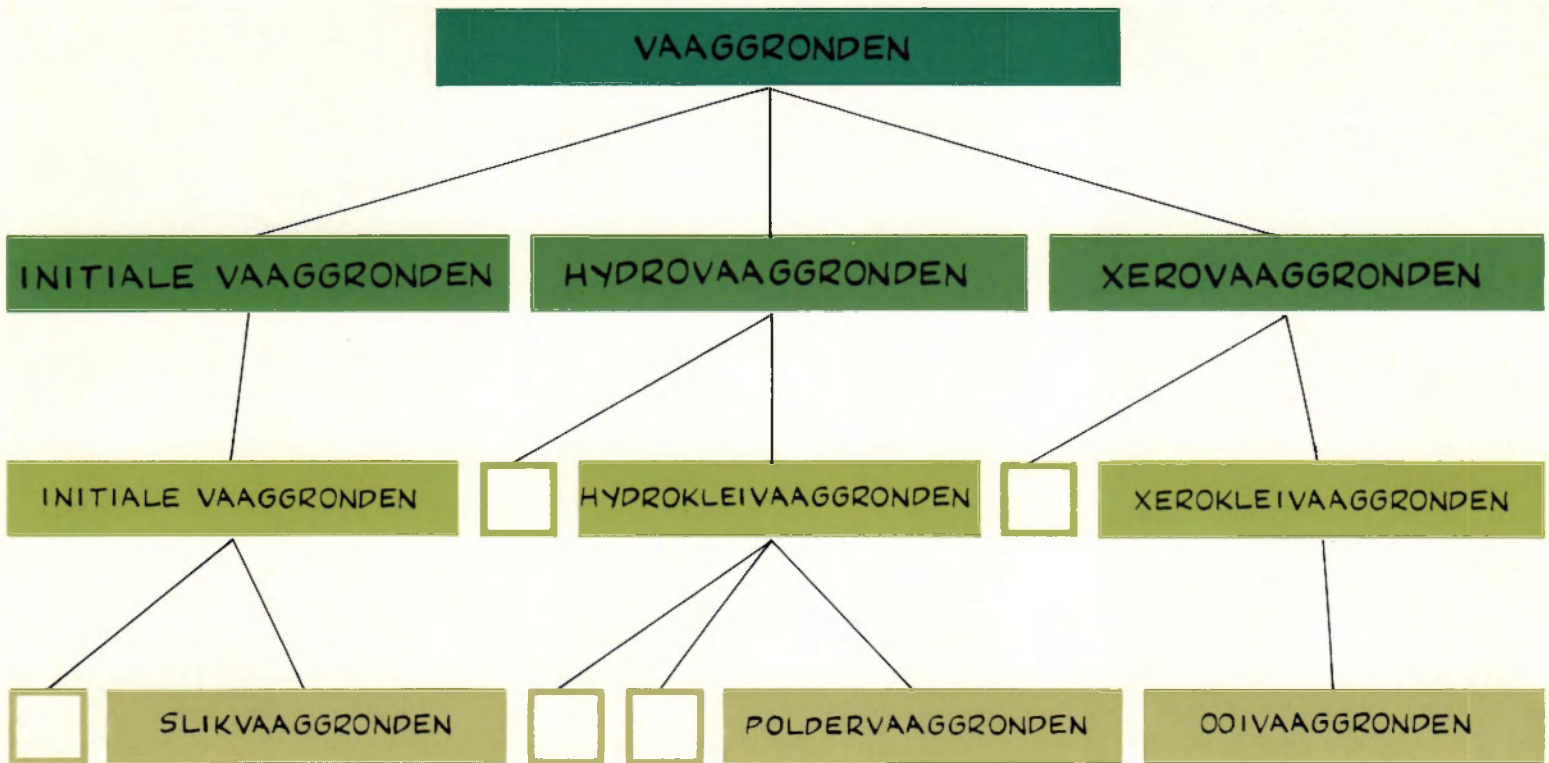 VAAGGRONDEN
INITIALE VAAGGRONDEN
HYDROVAAGGRONDEN
XEROVAAGGRONDEN
INITIALE VAAGGRONDEN
HYDROKLEIVAAGGRONDEN
XEROKLEIVAAGGRONDEN
SLIKVAAGGRONDEN
POLDERVAAGGRONDEN
OOIVAAGGRONDEN